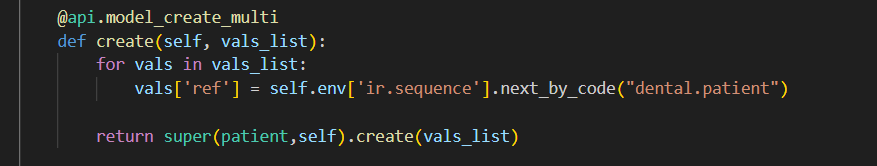 @api.model_create_multi
def create(self, vals_list):
    for vals in vals_list:
        vals['ref'] = self.env['ir.sequence'].next_by_code("dental.patient")
    return super(patient,self).create(vals_list)